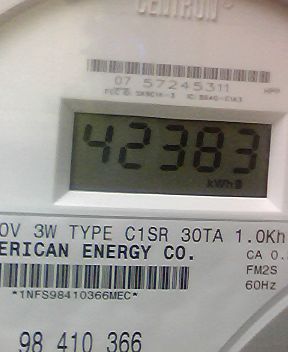 CENTRON®
07 57245311
42383
kWh
0V 3W TYPE C1SR 30TA 1.0Kh
ERICAN ENERGY CO.
CA 0.
FM2S
*1NFS98410366MEC*
60Hz
98 410 366